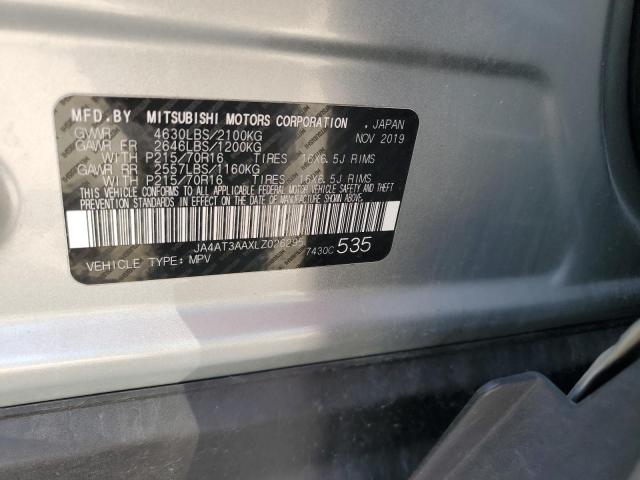 MFD.BY MITSUBISHI MOTORS CORPORATION, JAPAN
GVWR 4630LBS/2100KG NOV 2019
GAWR FR 2646LBS/1200KG
WITH P215/70R16 TIRES 16X6.5J RIMS
GAWR RR 2557LBS/1160KG
WITH P215/70R16 TIRES 16X6.5J RIMS
THIS VEHICLE CONFORMS TO ALL APPLICABLE FEDERAL MOTOR VEHICLE SAFETY AND THEFT
PREVENTION STANDARDS IN EFFECT ON THE DATE OF MANUFACTURE SHOWN ABOVE.
JA4AT3AAXLZ026295 7430C 535
VEHICLE TYPE: MPV